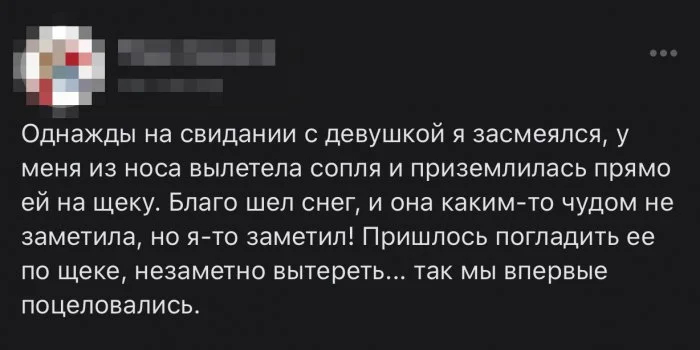 Однажды на свидании с девушкой я засмеялся, у
меня из носа вылетела сопля и приземлилась прямо
ей на щеку. Благо шел снег, и она каким-то чудом не
заметила, но я-то заметил! Пришлось погладить ее
по щеке, незаметно вытереть... так мы впервые
поцеловались.